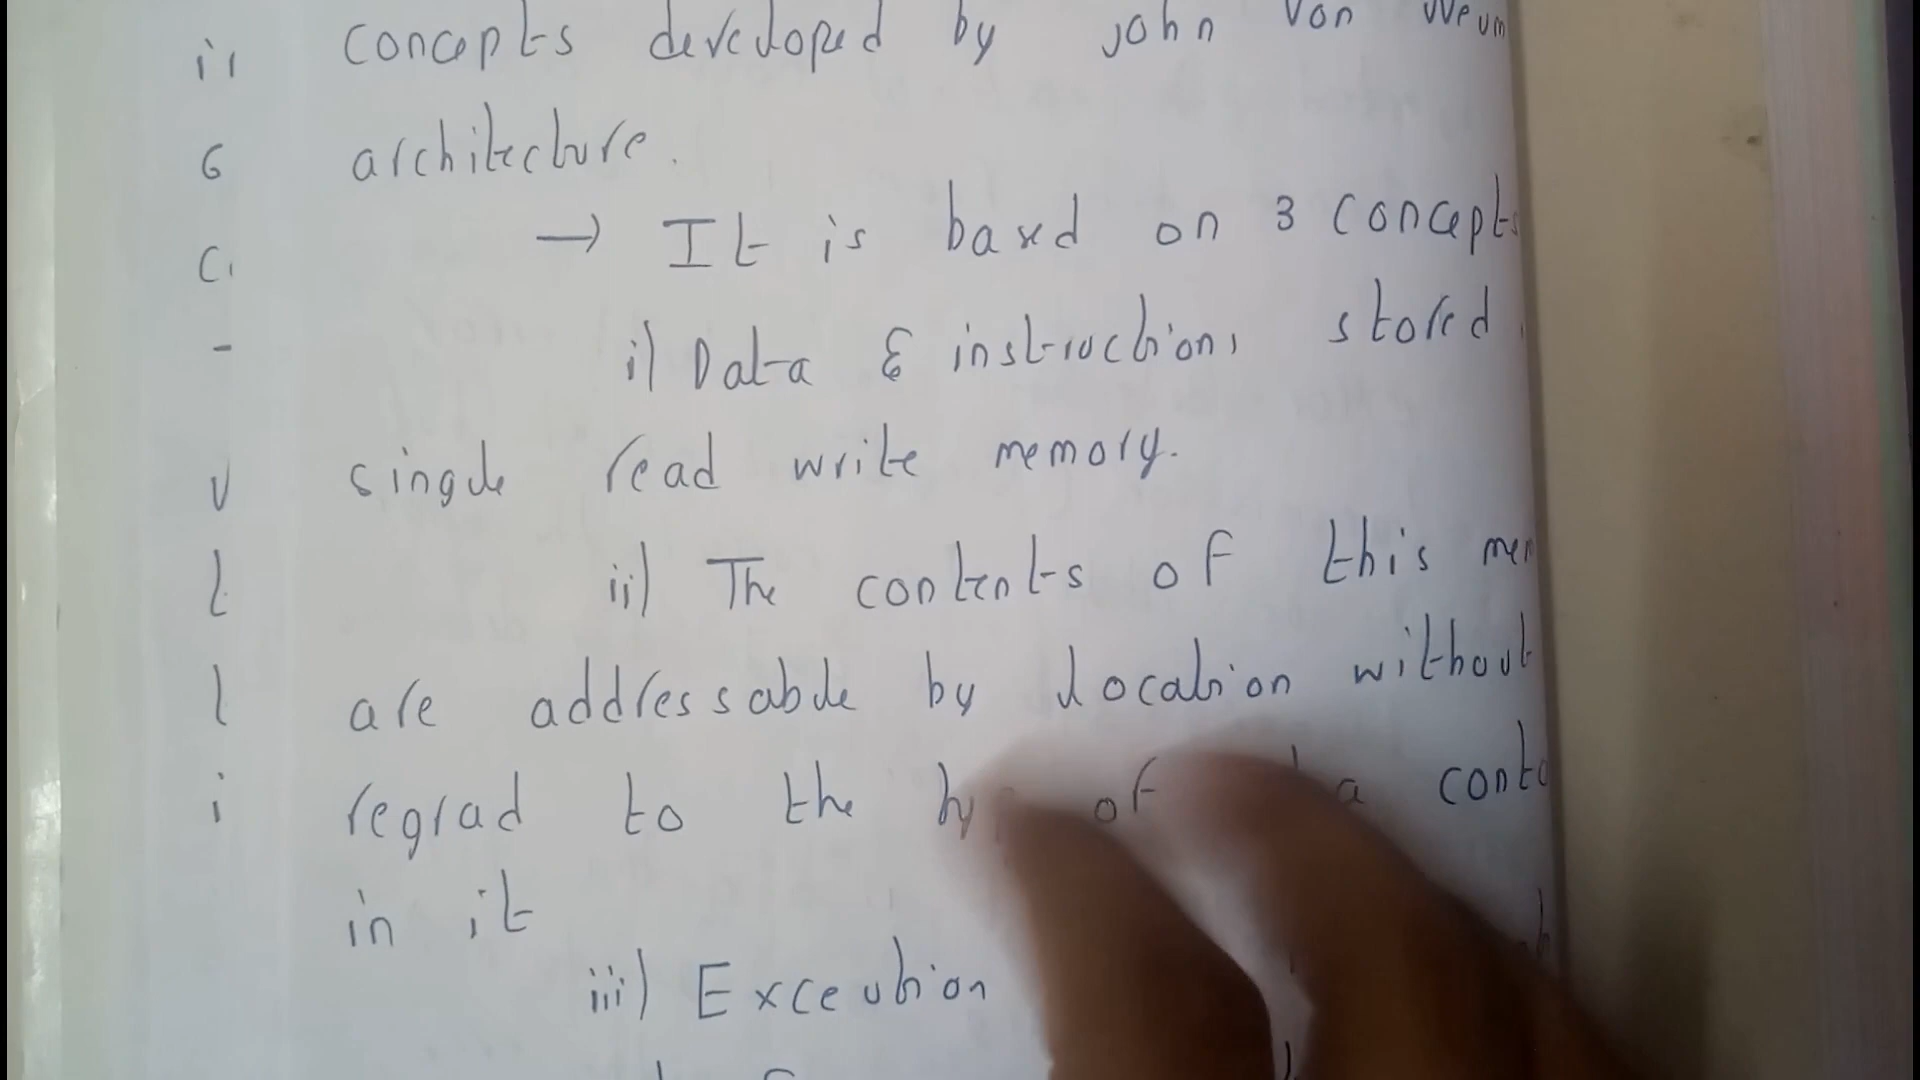 concepts developed by john Von
architecture.
→ It is based on 3 concepts
i) Data & instructions stored
single read write memory.
ii) The contents of this
are addressable by location without
regrad to the of
in it
iii) Exceution